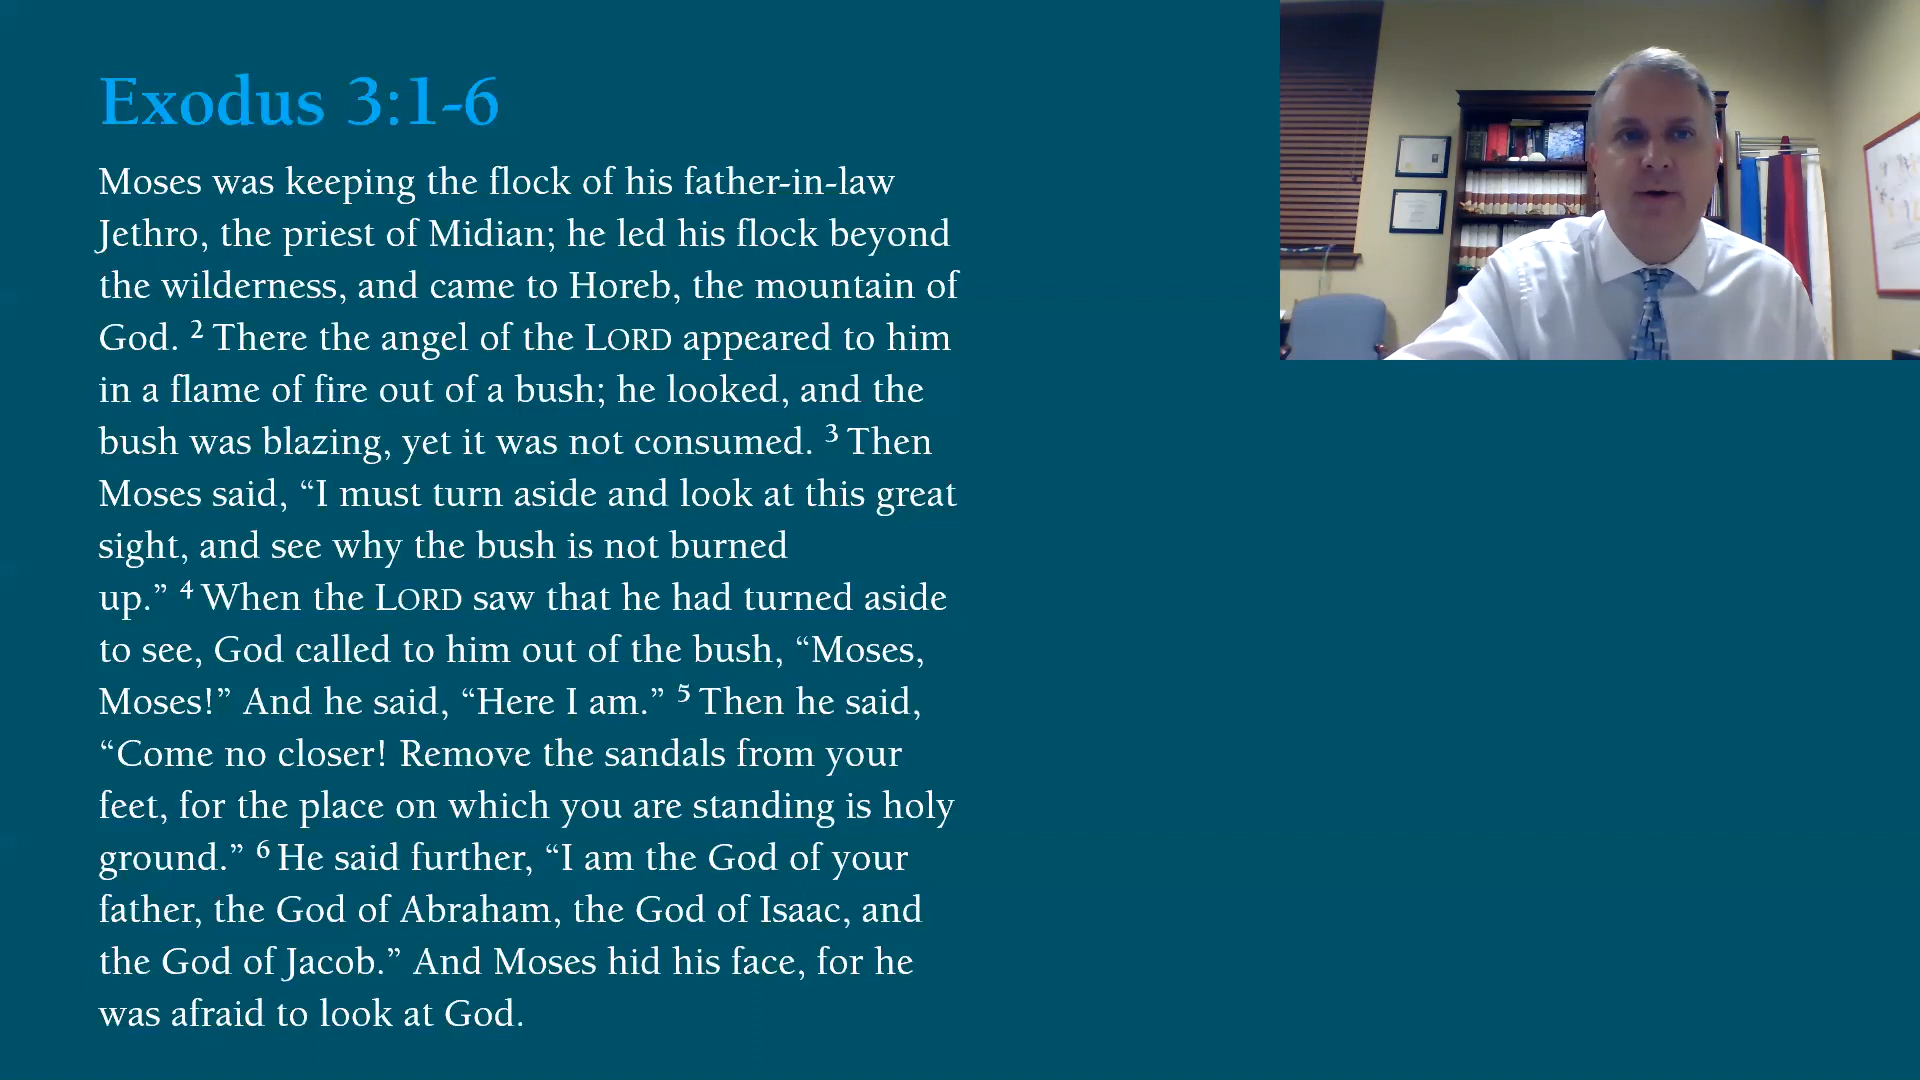 Exodus 3:1-6
Moses was keeping the flock of his father-in-law
Jethro, the priest of Midian; he led his flock beyond
the wilderness, and came to Horeb, the mountain of
God. ² There the angel of the LORD appeared to him
in a flame of fire out of a bush; he looked, and the
bush was blazing, yet it was not consumed. ³ Then
Moses said, “I must turn aside and look at this great
sight, and see why the bush is not burned
up.” ⁴ When the LORD saw that he had turned aside
to see, God called to him out of the bush, “Moses,
Moses!” And he said, “Here I am.” ⁵ Then he said,
“Come no closer! Remove the sandals from your
feet, for the place on which you are standing is holy
ground.” ⁶ He said further, “I am the God of your
father, the God of Abraham, the God of Isaac, and
the God of Jacob.” And Moses hid his face, for he
was afraid to look at God.